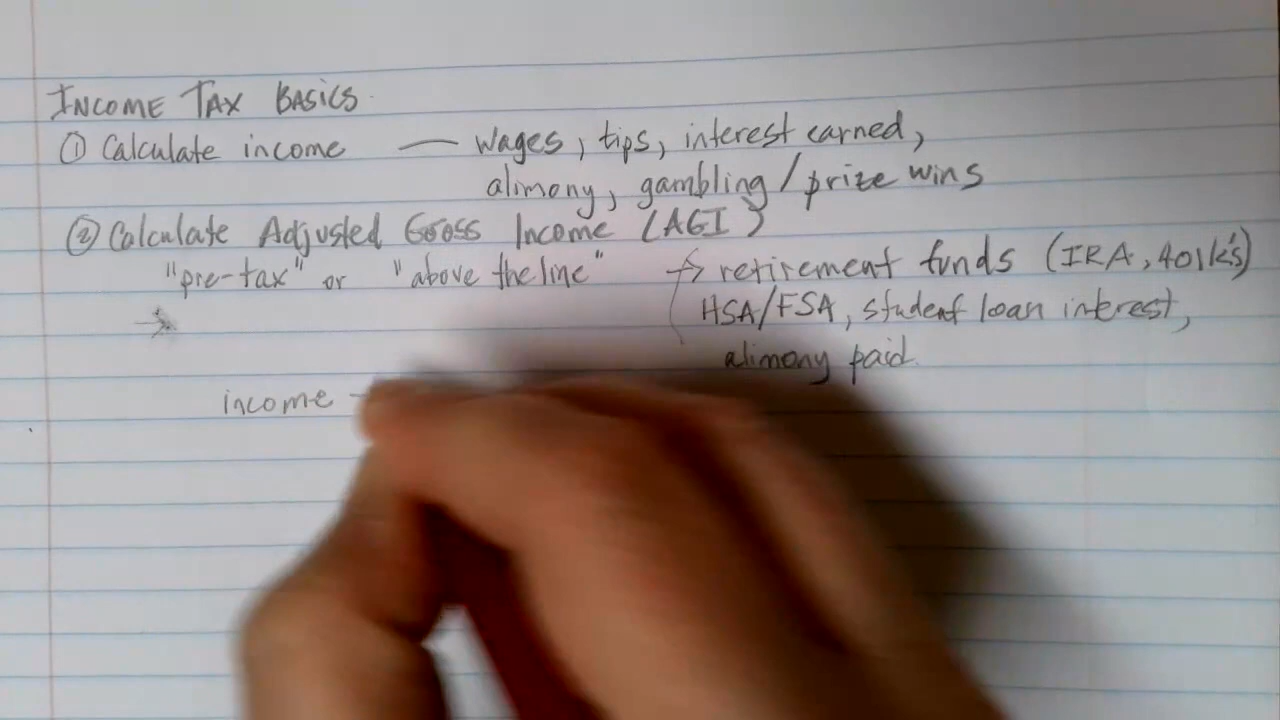 INCOME TAX BASICS
① Calculate income — wages, tips, interest earned,
alimony, gambling/prize wins
② Calculate Adjusted Gross Income (AGI)
"pre-tax" or "above the line" → retirement funds (IRA, 401k's)
→ HSA/FSA, student loan interest,
alimony paid.
income -